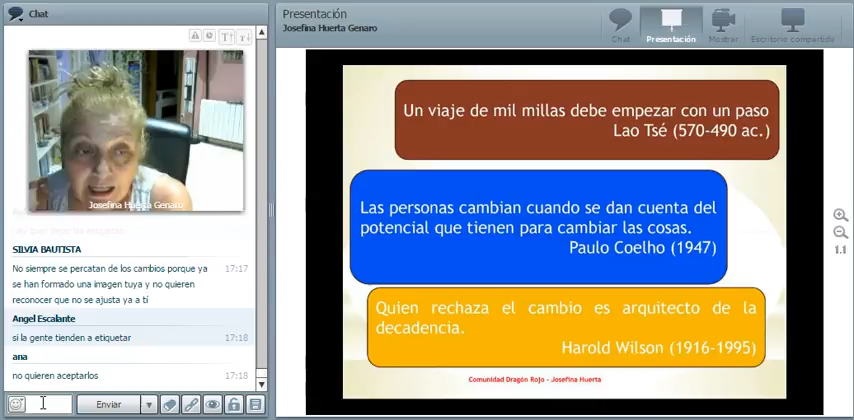 Chat
Josefina Huerta Genaro
SILVIA BAUTISTA
No siempre se percatan de los cambios porque ya
17:17
se han formado una imagen tuya y no quieren
reconocer que no se ajusta ya a tí
Angel Escalante
si la gente tienden a etiquetar
17:18
ana
no quieren aceptarlos
17:18
Enviar
Presentación
Josefina Huerta Genaro
Chat
Presentación
Mostrar
Escritorio compartido
Un viaje de mil millas debe empezar con un paso
Lao Tsé (570-490 ac.)
Las personas cambian cuando se dan cuenta del
potencial que tienen para cambiar las cosas.
Paulo Coelho (1947)
Quien rechaza el cambio es arquitecto de la
decadencia.
Harold Wilson (1916-1995)
Comunidad Dragón Rojo - Josefina Huerta
1.1